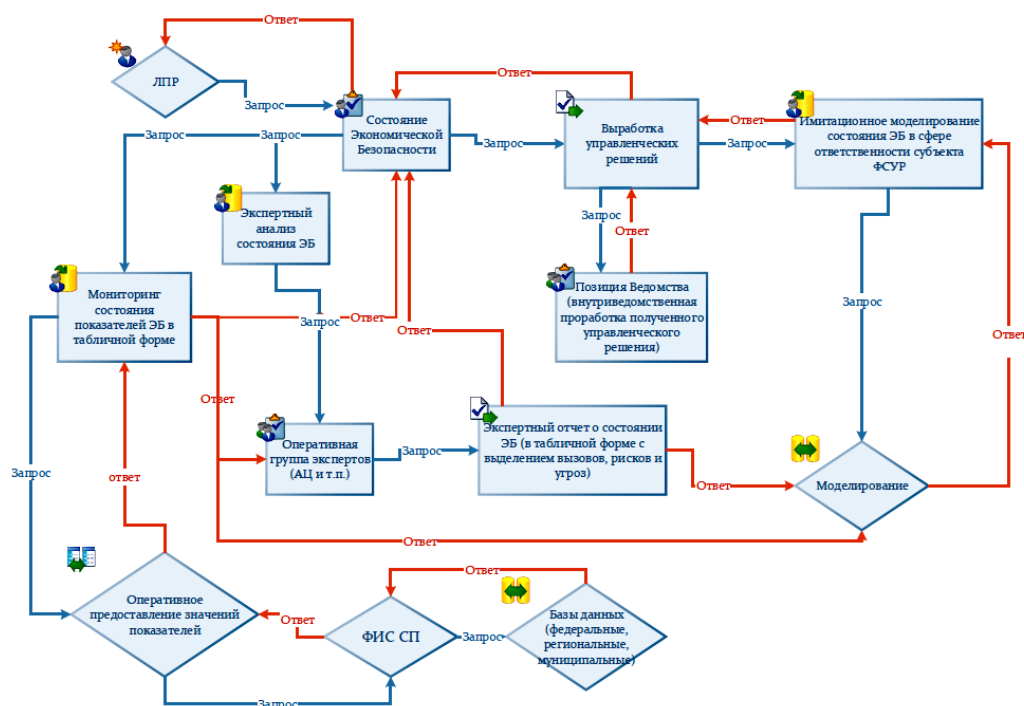 Ответ
ЛПР
Запрос
Состояние
Экономической
Безопасности
Ответ
Запрос
Выработка
управленческих
решений
Ответ
Запрос
Имитационное моделирование
состояния ЭБ в сфере
ответственности субъекта
ФСУР
Запрос
Запрос
Экспертный
анализ
состояния ЭБ
Запрос
Ответ
Позиция Ведомства
(внутриведомственная
проработка полученного
управленческого
решения)
Мониторинг
состояния
показателей ЭБ в
табличной форме
Запрос
Ответ
Ответ
Запрос
Ответ
Ответ
Оперативная
группа экспертов
(АЦ и т.п.)
Запрос
Экспертный отчет о состоянии
ЭБ (в табличной форме с
выделением вызовов, рисков и
угроз)
Ответ
Моделирование
Запрос
ответ
Ответ
Оперативное
предоставление значений
показателей
Ответ
ФИС СП
Ответ
Запрос
Базы данных
(федеральные,
региональные,
муниципальные)
Запрос